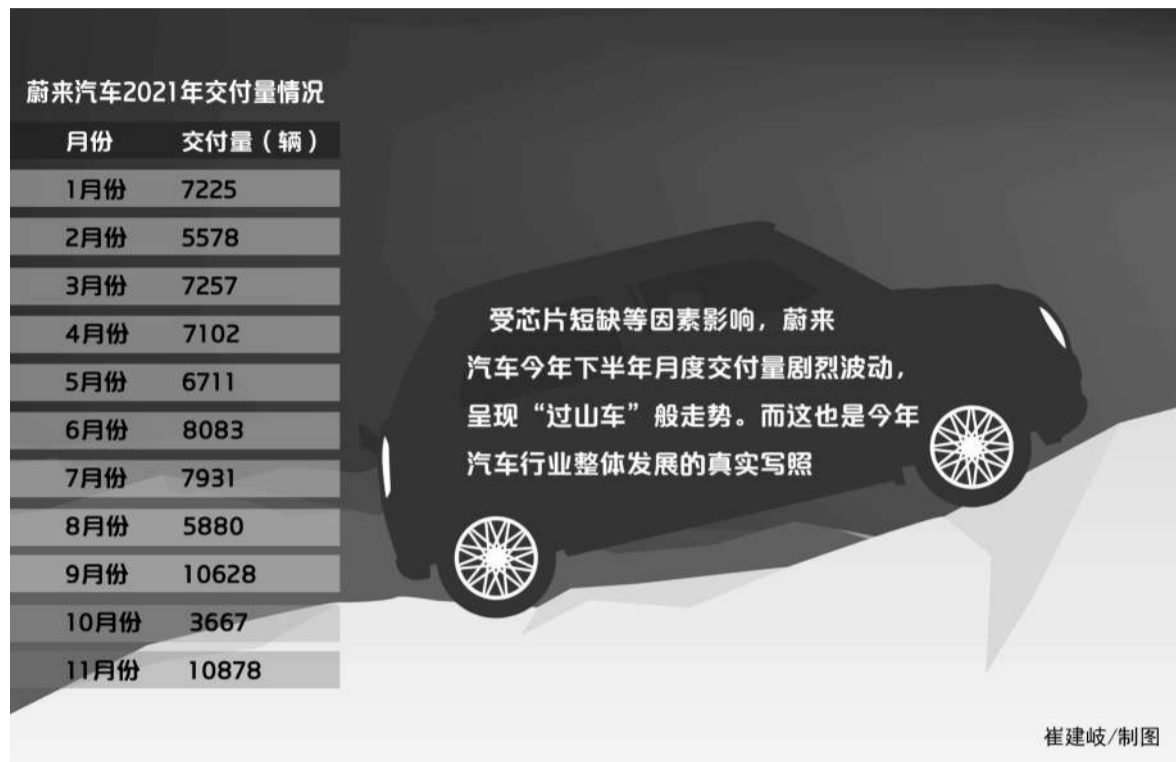 蔚来汽车2021年交付量情况
月份 交付量（辆）
1月份 7225
2月份 5578
3月份 7257
4月份 7102
5月份 6711
6月份 8083
7月份 7931
8月份 5880
9月份 10628
10月份 3667
11月份 10878
受芯片短缺等因素影响，蔚来
汽车今年下半年月度交付量剧烈波动，
呈现“过山车”般走势。而这也是今年
汽车行业整体发展的真实写照
崔建岐/制图